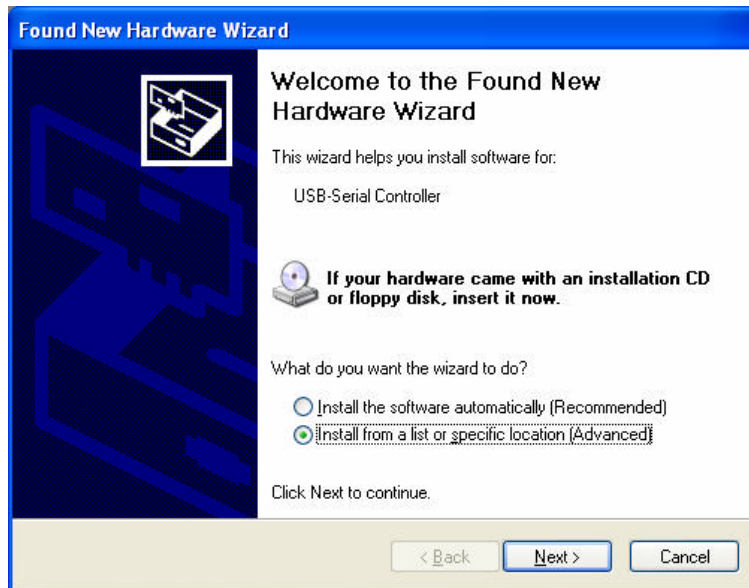 Found New Hardware Wizard
Welcome to the Found New
Hardware Wizard
This wizard helps you install software for:
USB-Serial Controller
If your hardware came with an installation CD
or floppy disk, insert it now.
What do you want the wizard to do?
Install the software automatically (Recommended)
Install from a list or specific location (Advanced)
Click Next to continue.
< Back Next > Cancel